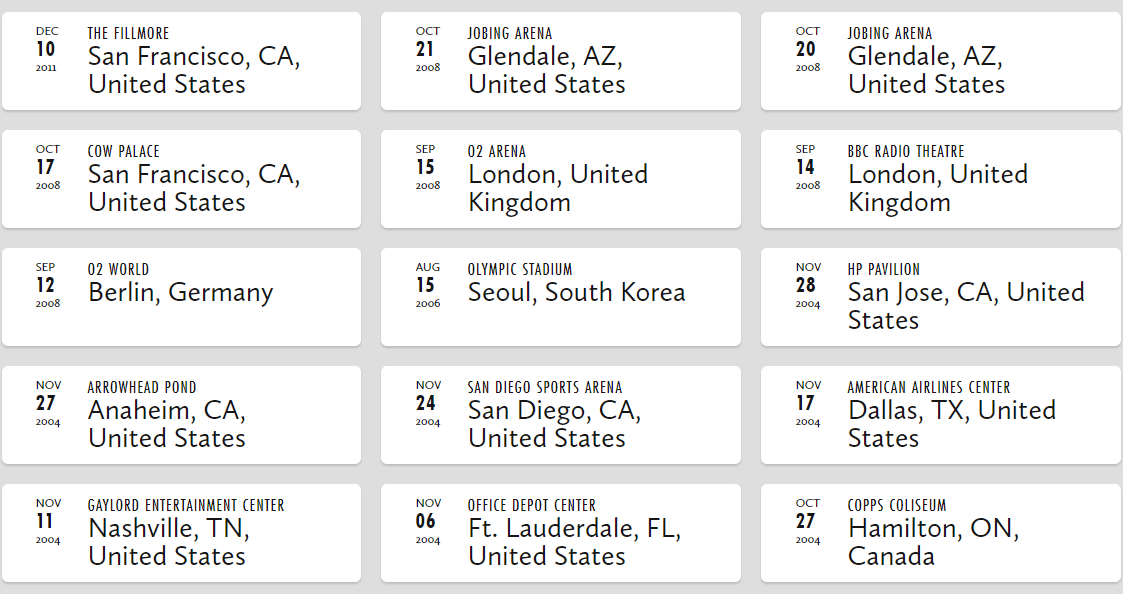 DEC
10
2011
THE FILLMORE
San Francisco, CA,
United States
OCT
21
2008
JOBING ARENA
Glendale, AZ,
United States
OCT
20
2008
JOBING ARENA
Glendale, AZ,
United States
OCT
17
2008
COW PALACE
San Francisco, CA,
United States
SEP
15
2008
O2 ARENA
London, United
Kingdom
SEP
14
2008
BBC RADIO THEATRE
London, United
Kingdom
SEP
12
2008
O2 WORLD
Berlin, Germany
AUG
15
2006
OLYMPIC STADIUM
Seoul, South Korea
NOV
28
2004
HP PAVILION
San Jose, CA, United
States
NOV
27
2004
ARROWHEAD POND
Anaheim, CA,
United States
NOV
24
2004
SAN DIEGO SPORTS ARENA
San Diego, CA,
United States
NOV
17
2004
AMERICAN AIRLINES CENTER
Dallas, TX, United
States
NOV
11
2004
GAYLORD ENTERTAINMENT CENTER
Nashville, TN,
United States
NOV
06
2004
OFFICE DEPOT CENTER
Ft. Lauderdale, FL,
United States
OCT
27
2004
COPPS COLISEUM
Hamilton, ON,
Canada